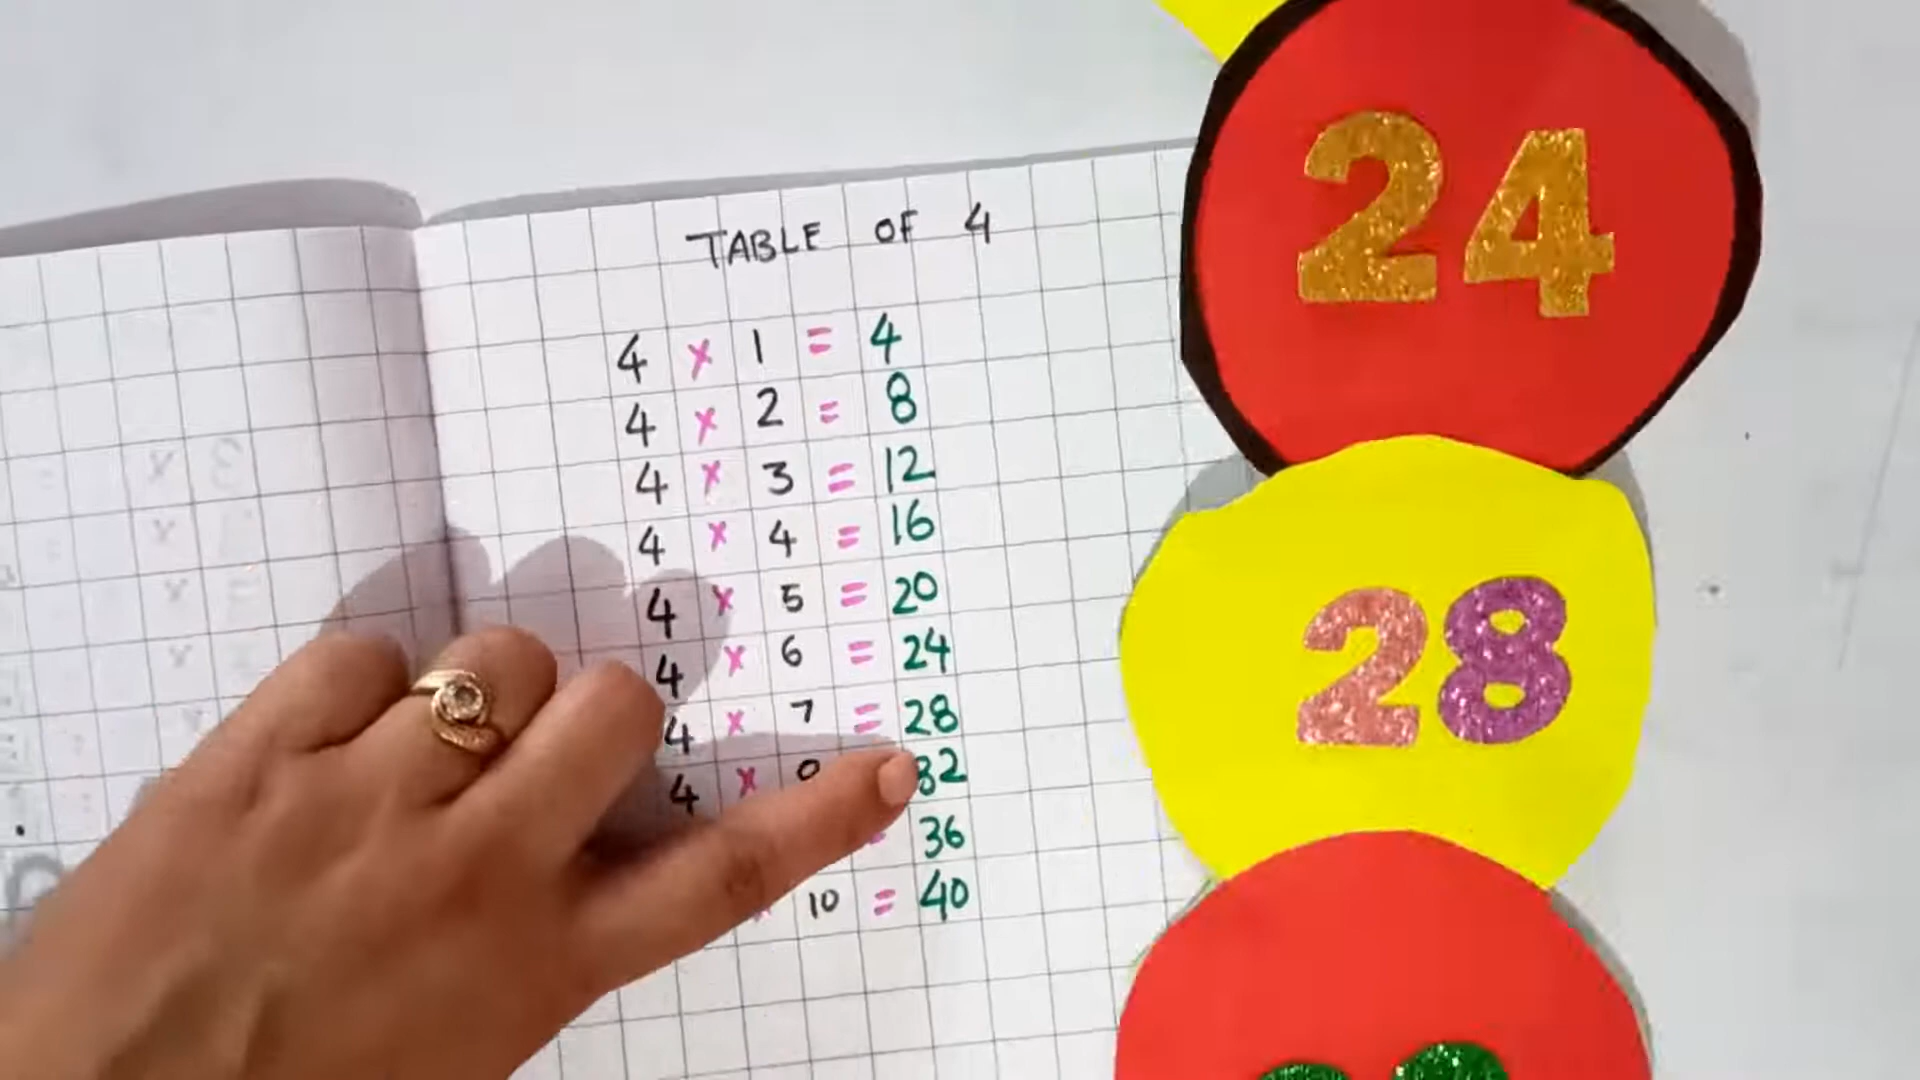 TABLE OF 4
4 x 1 = 4
4 x 2 = 8
4 x 3 = 12
4 x 4 = 16
4 x 5 = 20
4 x 6 = 24
4 x 7 = 28
4 x 32
= 36
10 = 40
24
28